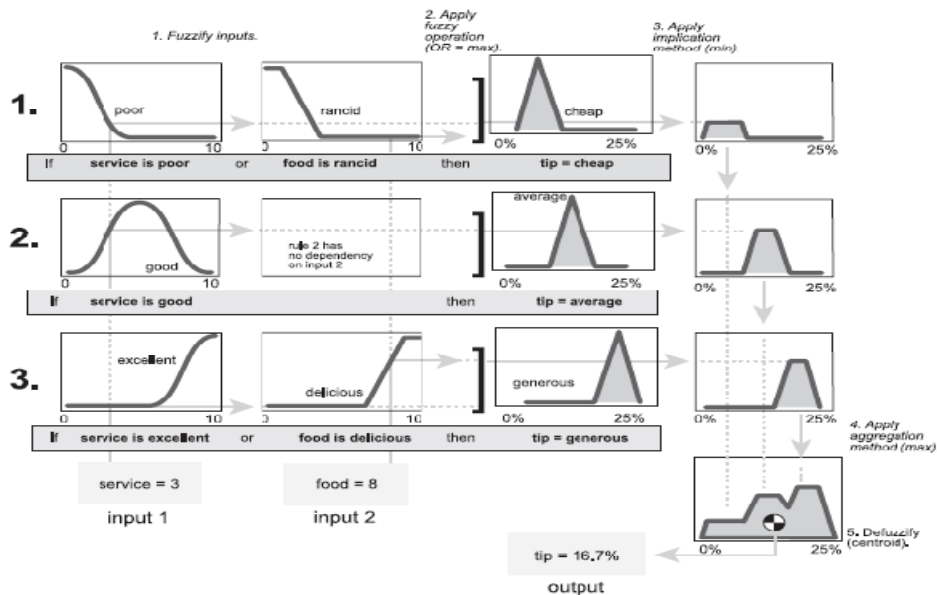 1. Fuzzify inputs.
2. Apply
fuzzy
operation
(OR = max).
3. Apply
implication
method (min)
1.
poor
0 10
rancid
0 10
cheap
0% 25%
0% 25%
If service is poor or food is rancid then tip = cheap
2.
good
0 10
rule 2 has
no dependency
on input 2
average
0% 25%
0% 25%
If service is good then tip = average
3.
excellent
0 10
delicious
0 10
generous
0% 25%
0% 25%
If service is excellent or food is delicious then tip = generous
4. Apply
aggregation
method (max)
service = 3
input 1
food = 8
input 2
0% 25%
5. Defuzzify
(centroid).
tip = 16.7%
output